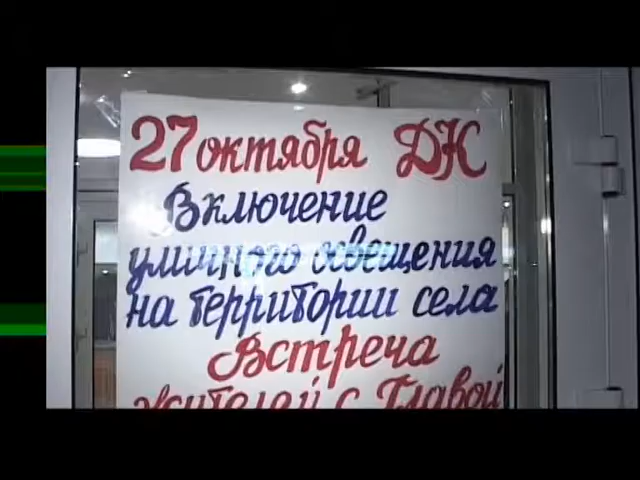 27 октября ДК
Включение
уличного освещения
на территории села
Встреча
жителей с Главой